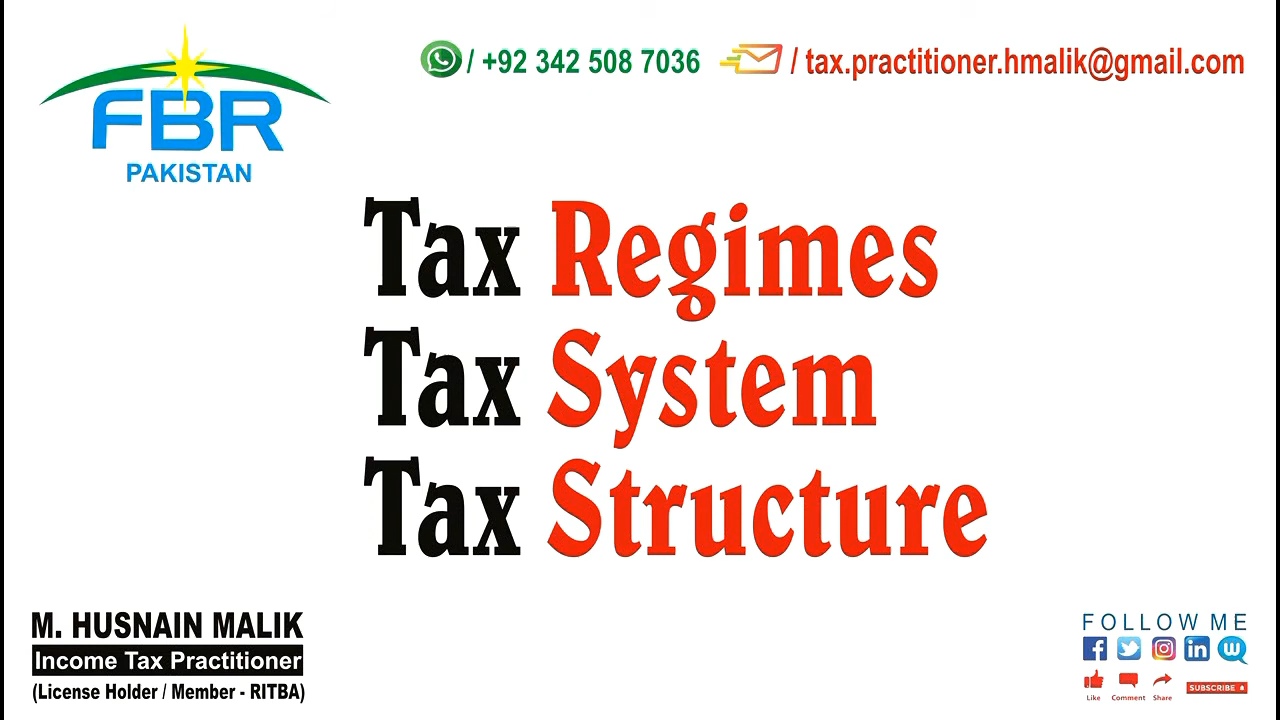 FBR
PAKISTAN
/ +92 342 508 7036 / tax.practitioner.hmalik@gmail.com
Tax Regimes
Tax System
Tax Structure
M. HUSNAIN MALIK
Income Tax Practitioner
(License Holder / Member - RITBA)
FOLLOW ME
Like Comment Share SUBSCRIBE